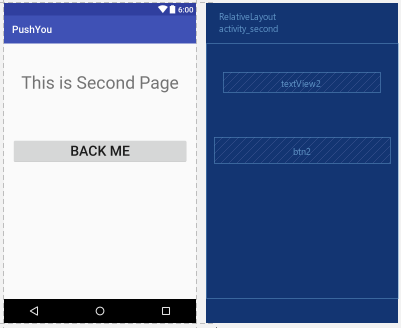 6:00
PushYou
This is Second Page
BACK ME
RelativeLayout
activity_second
textView2
btn2